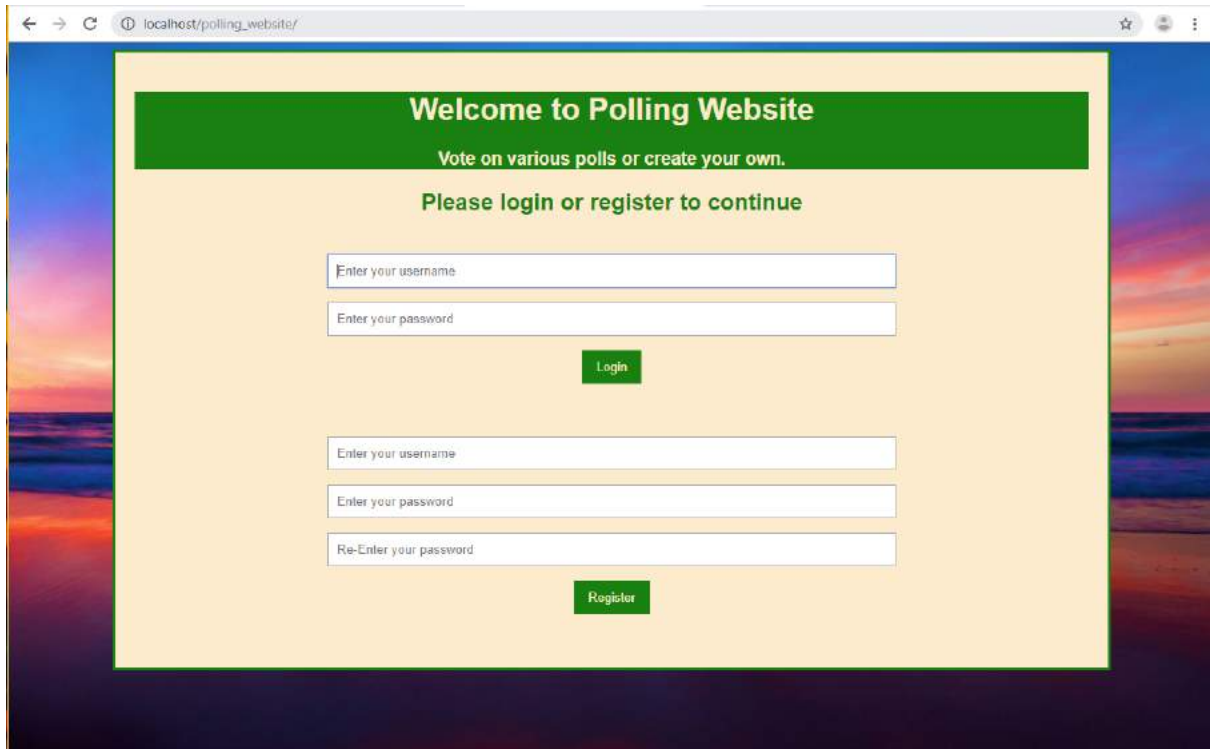 localhost/polling_website/
Welcome to Polling Website
Vote on various polls or create your own.
Please login or register to continue
Enter your username
Enter your password
Login
Enter your username
Enter your password
Re-Enter your password
Register